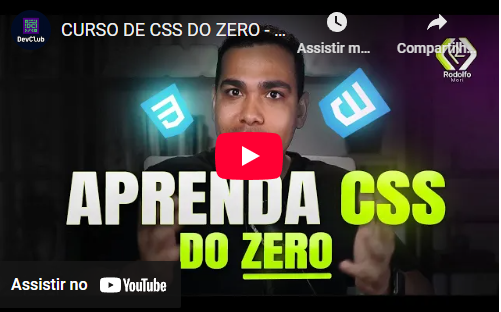 DevClub
CURSO DE CSS DO ZERO - ...
Assistir m...
Compartilh...
Rodolfo
Mori
APRENDA CSS
DO ZERO
Assistir no YouTube